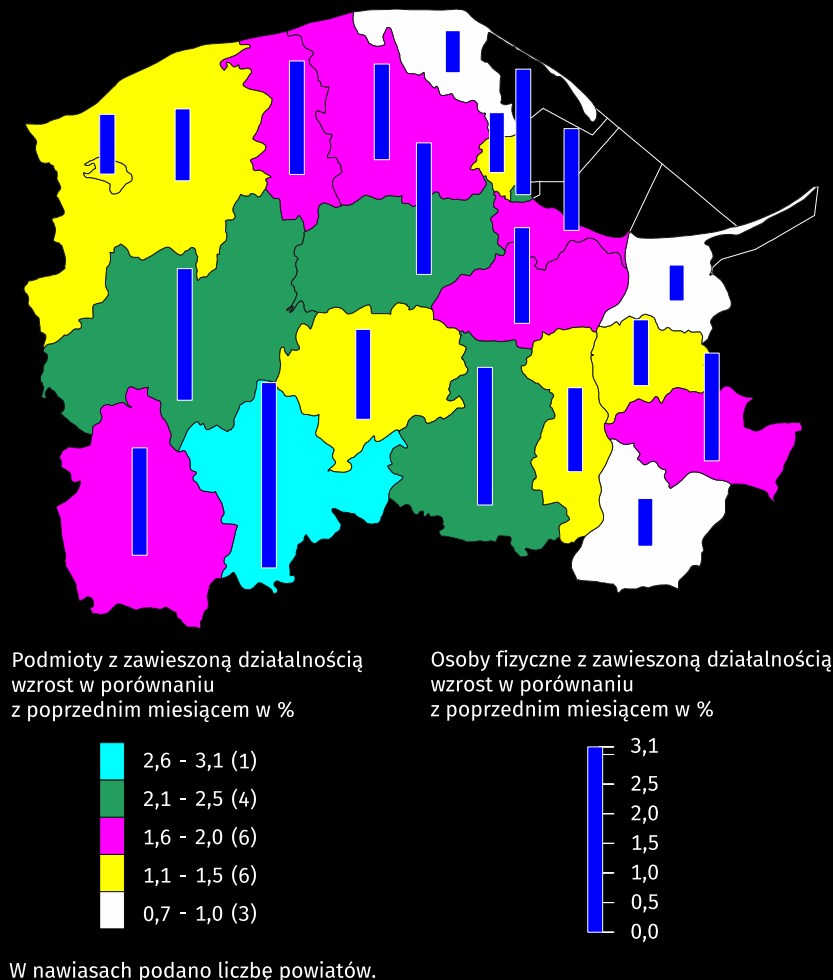 Podmioty z zawieszoną działalnością
wzrost w porównaniu
z poprzednim miesiącem w %
2,6 - 3,1 (1)
2,1 - 2,5 (4)
1,6 - 2,0 (6)
1,1 - 1,5 (6)
0,7 - 1,0 (3)
Osoby fizyczne z zawieszoną działalnością
wzrost w porównaniu
z poprzednim miesiącem w %
3,1
2,5
2,0
1,5
1,0
0,5
0,0
W nawiasach podano liczbę powiatów.